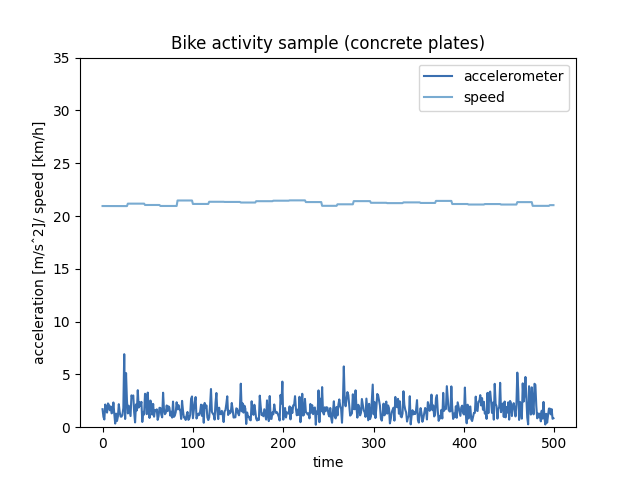 Bike activity sample (concrete plates)
accelerometer
speed
acceleration [m/s^2]/ speed [km/h]
35
30
25
20
15
10
5
0
0 100 200 300 400 500
time